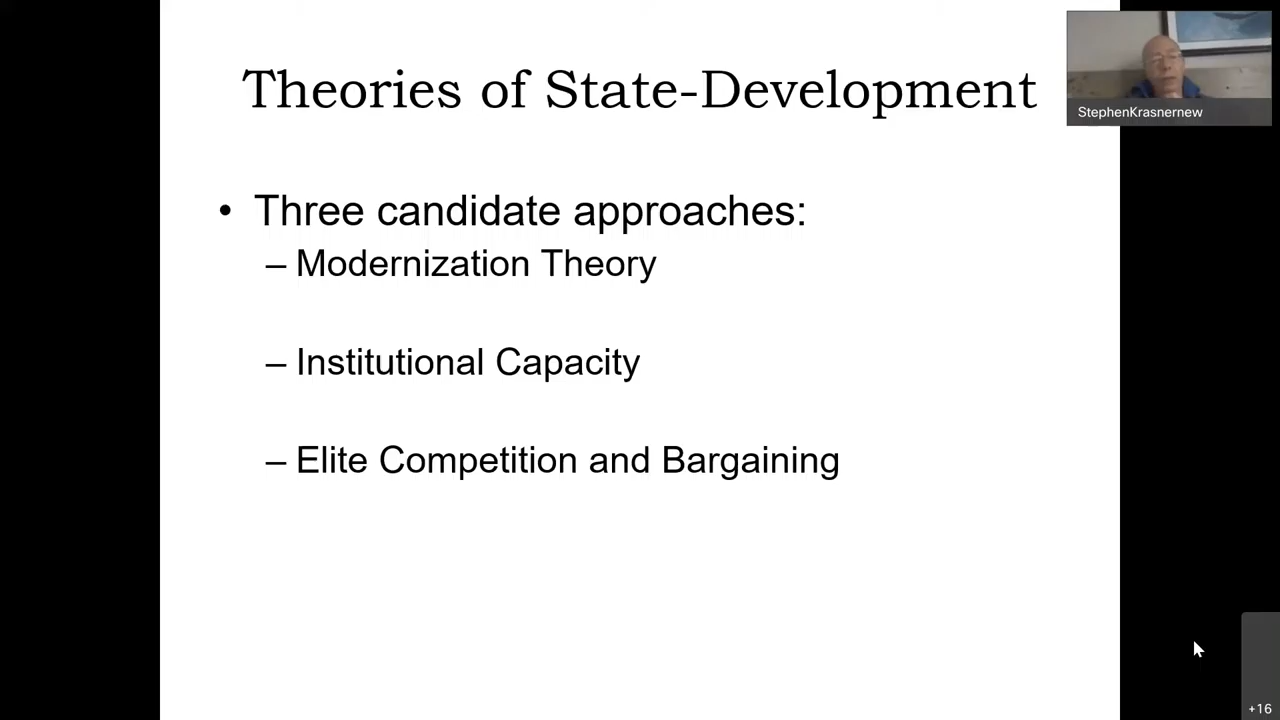 Theories of State-Development
StephenKrasnernew
• Three candidate approaches:
– Modernization Theory
– Institutional Capacity
– Elite Competition and Bargaining
+16